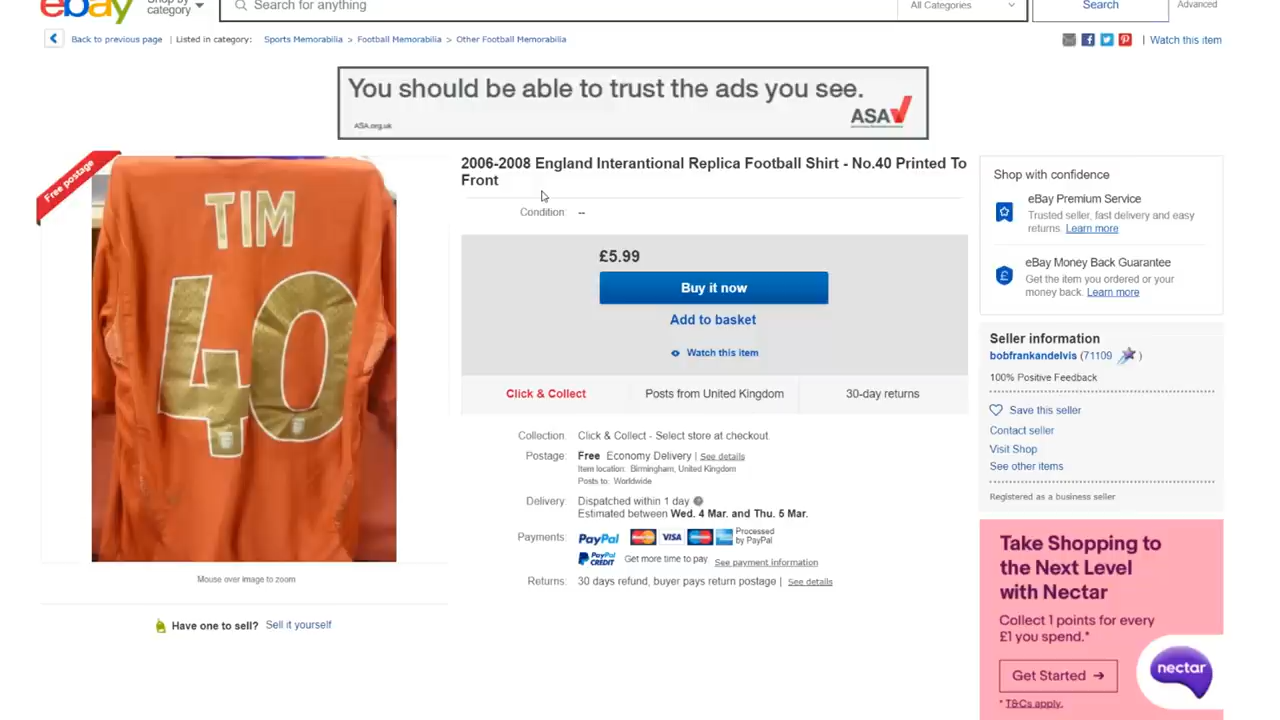 ebay
Shop by
category
Search for anything
All Categories
Search
Advanced
Back to previous page | Listed in category: Sports Memorabilia > Football Memorabilia > Other Football Memorabilia
| Watch this item
You should be able to trust the ads you see.
ASA.org.uk
ASA
Free postage
TIM
40
Mouse over image to zoom
Have one to sell? Sell it yourself
2006-2008 England Interantional Replica Football Shirt - No.40 Printed To
Front
Condition: --
£5.99
Buy it now
Add to basket
Watch this item
Click & Collect
Posts from United Kingdom
30-day returns
Collection: Click & Collect - Select store at checkout.
Postage: Free Economy Delivery | See details
Item location: Birmingham, United Kingdom
Posts to: Worldwide
Delivery: Dispatched within 1 day
Estimated between Wed. 4 Mar. and Thu. 5 Mar.
Payments: PayPal VISA Processed
by PayPal
PayPal CREDIT Get more time to pay. See payment information
Returns: 30 days refund, buyer pays return postage | See details
Shop with confidence
eBay Premium Service
Trusted seller, fast delivery and easy
returns. Learn more
eBay Money Back Guarantee
Get the item you ordered or your
money back. Learn more
Seller information
bobfrankandelvis (71109)
100% Positive Feedback
Save this seller
Contact seller
Visit Shop
See other items
Registered as a business seller
Take Shopping to
the Next Level
with Nectar
Collect 1 points for every
£1 you spend.*
Get Started →
nectar
* T&Cs apply.